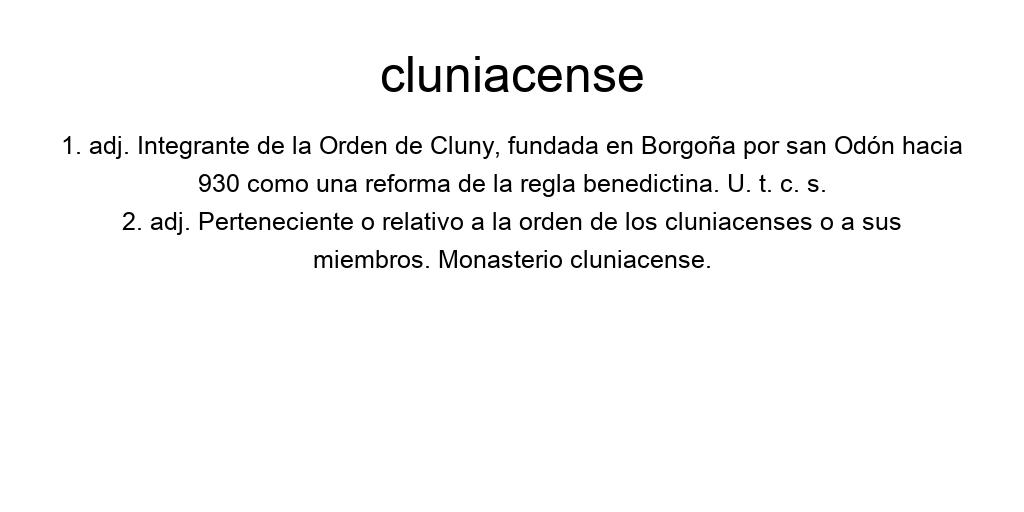 cluniacense
1. adj. Integrante de la Orden de Cluny, fundada en Borgoña por san Odón hacia
930 como una reforma de la regla benedictina. U. t. c. s.
2. adj. Perteneciente o relativo a la orden de los cluniacenses o a sus
miembros. Monasterio cluniacense.